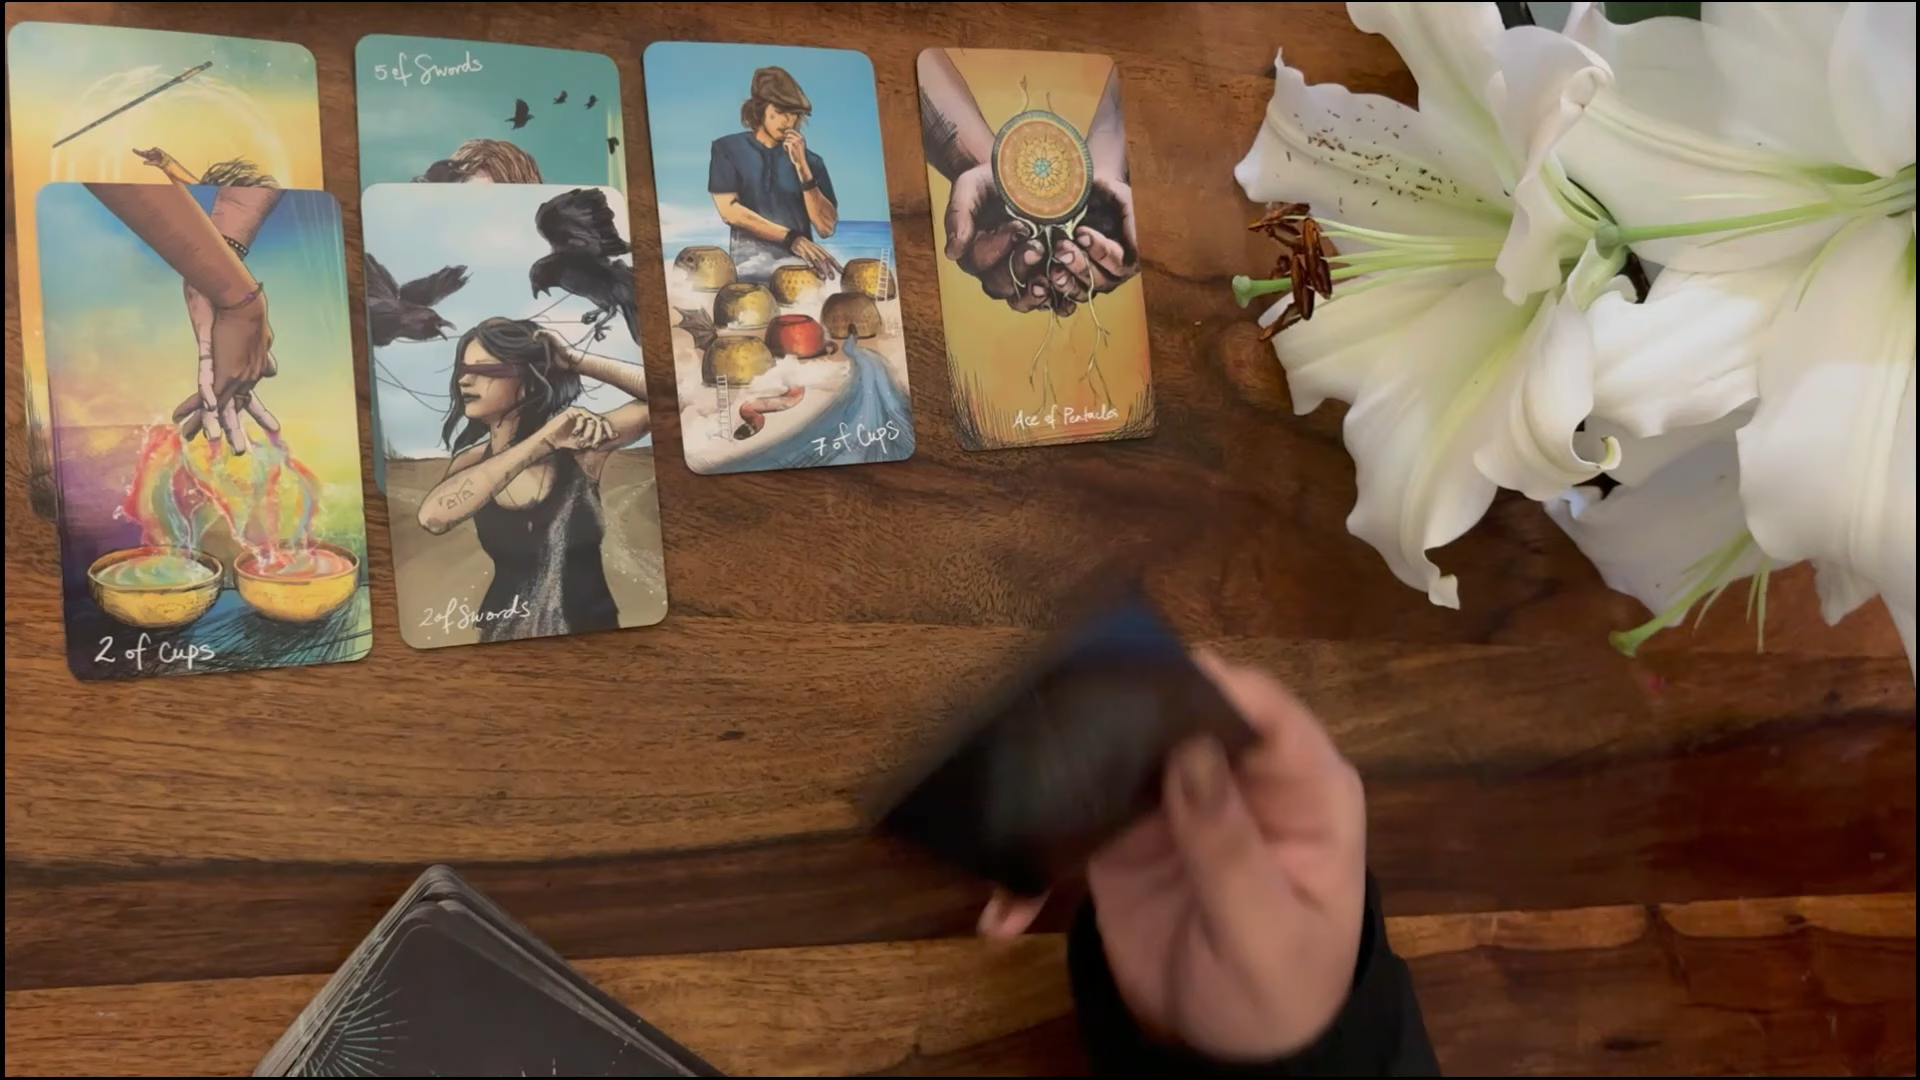 5 of Swords
7 of Cups
Ace of Pentacles
2 of Swords
2 of Cups